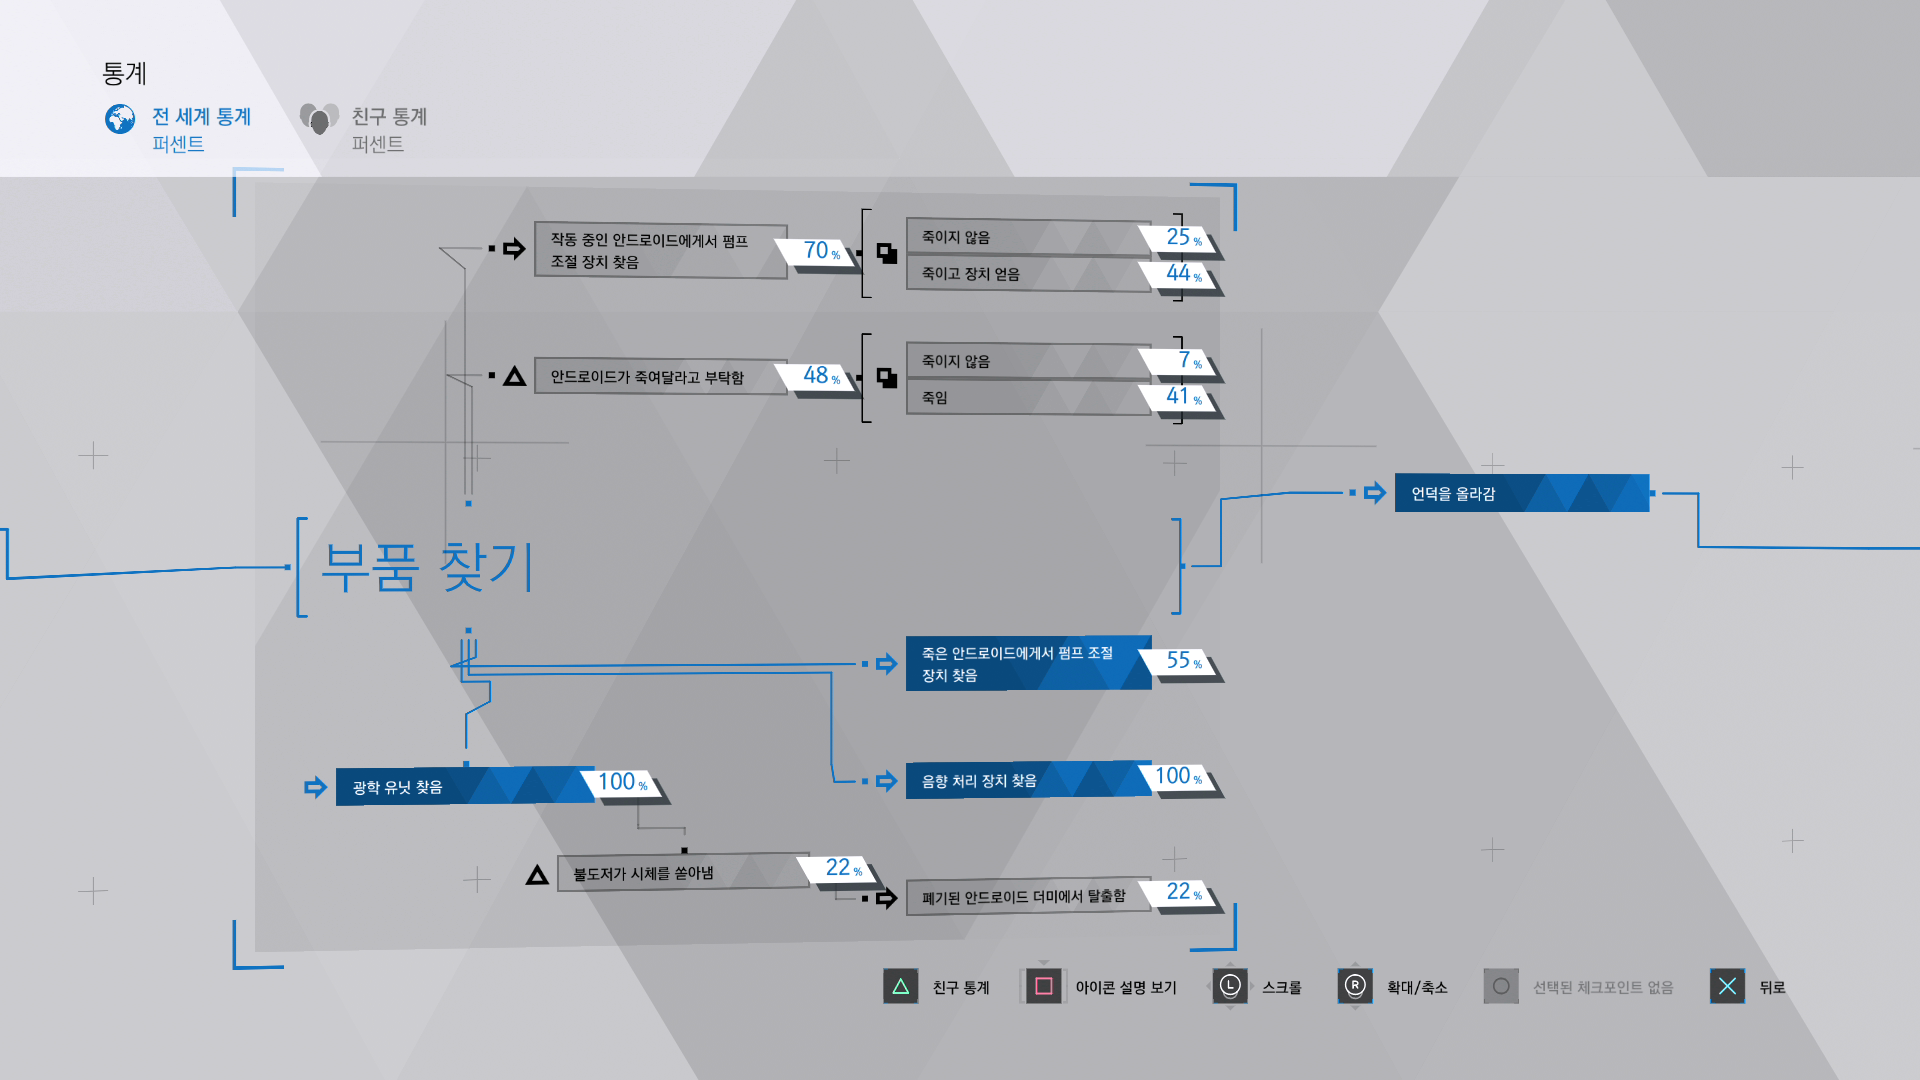 통계
전 세계 통계
퍼센트
친구 통계
퍼센트
작동 중인 안드로이드에게서 펌프
조절 장치 찾음
70 %
죽이지 않음
25 %
죽이고 장치 얻음
44 %
안드로이드가 죽여달라고 부탁함
48 %
죽이지 않음
7 %
죽임
41 %
언덕을 올라감
부품 찾기
죽은 안드로이드에게서 펌프 조절
장치 찾음
55 %
광학 유닛 찾음
100 %
음향 처리 장치 찾음
100 %
불도저가 시체를 쏟아냄
22 %
폐기된 안드로이드 더미에서 탈출함
22 %
친구 통계
아이콘 설명 보기
L 스크롤
R 확대/축소
선택된 체크포인트 없음
뒤로